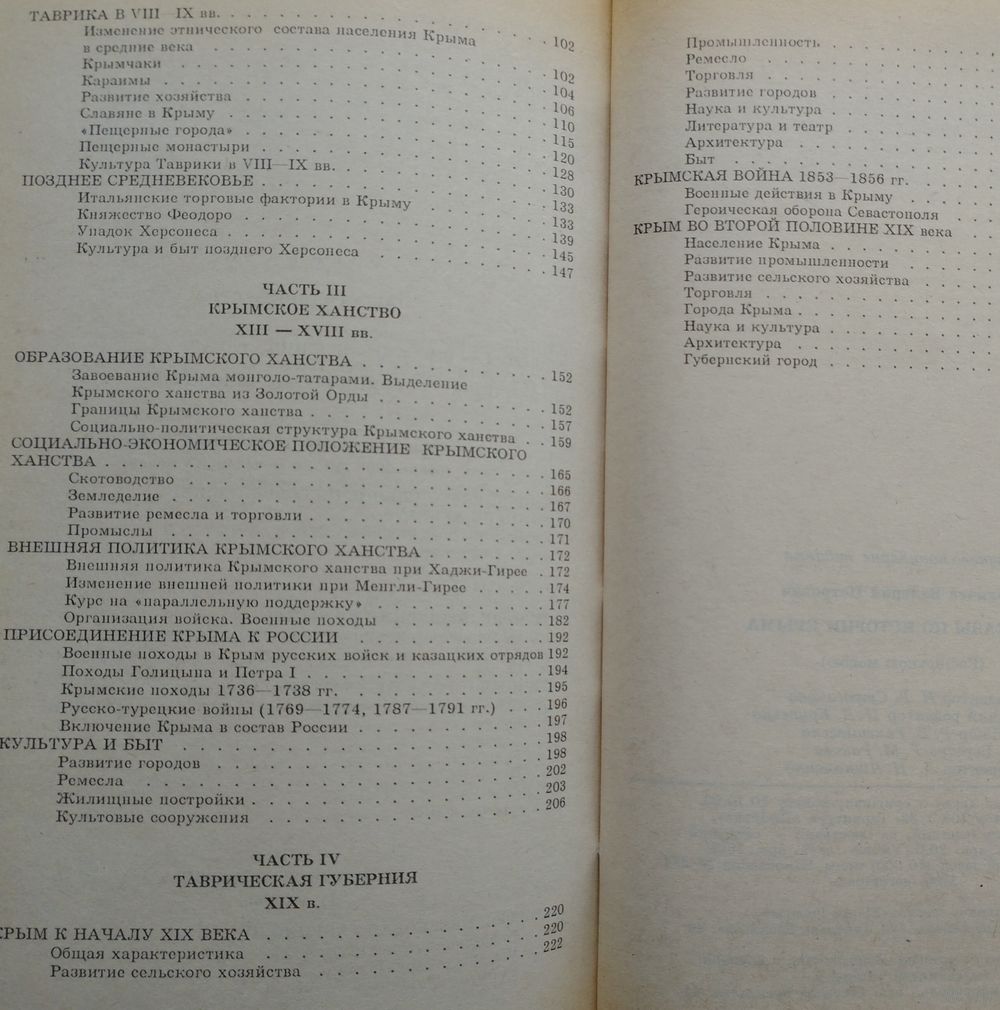 ТАВРИКА В VIII—IX вв. . . . . . . . . . . . . . . 102
Изменение этнического состава населения Крыма
в средние века . . . . . . . . . . . . . . . 102
Крымчаки . . . . . . . . . . . . . . . 104
Караимы . . . . . . . . . . . . . . . 106
Развитие хозяйства . . . . . . . . . . . . . 110
Славяне в Крыму . . . . . . . . . . . . . 115
«Пещерные города» . . . . . . . . . . . . 120
Пещерные монастыри . . . . . . . . . . . . 128
Культура Таврики в VIII—IX вв. . . . . . . . . . 130
ПОЗДНЕЕ СРЕДНЕВЕКОВЬЕ . . . . . . . . . . . . 133
Итальянские торговые фактории в Крыму . . . . . . 133
Княжество Феодоро . . . . . . . . . . . . 139
Упадок Херсонеса . . . . . . . . . . . . 145
Культура и быт позднего Херсонеса . . . . . . . . 147
ЧАСТЬ III
КРЫМСКОЕ ХАНСТВО
XIII — XVIII вв.
ОБРАЗОВАНИЕ КРЫМСКОГО ХАНСТВА . . . . . . . . 152
Завоевание Крыма монголо-татарами. Выделение
Крымского ханства из Золотой Орды . . . . . . . 152
Границы Крымского ханства . . . . . . . . . . 157
Социально-политическая структура Крымского ханства . . 159
СОЦИАЛЬНО-ЭКОНОМИЧЕСКОЕ ПОЛОЖЕНИЕ КРЫМСКОГО
ХАНСТВА . . . . . . . . . . . . . . . . . 165
Скотоводство . . . . . . . . . . . . . . 166
Земледелие . . . . . . . . . . . . . . . 167
Развитие ремесла и торговли . . . . . . . . . . 170
Промыслы . . . . . . . . . . . . . . . 171
ВНЕШНЯЯ ПОЛИТИКА КРЫМСКОГО ХАНСТВА . . . . . . 172
Внешняя политика Крымского ханства при Хаджи-Гирее . 172
Изменение внешней политики при Менгли-Гирее . . . . 174
Курс на «параллельную поддержку» . . . . . . . . 177
Организация войска. Военные походы . . . . . . . 182
ПРИСОЕДИНЕНИЕ КРЫМА К РОССИИ . . . . . . . . . 192
Военные походы в Крым русских войск и казацких отрядов 192
Походы Голицына и Петра I . . . . . . . . . . 194
Крымские походы 1736—1738 гг. . . . . . . . . . 195
Русско-турецкие войны (1769—1774, 1787—1791 гг.) . . . 196
Включение Крыма в состав России . . . . . . . . 197
КУЛЬТУРА И БЫТ . . . . . . . . . . . . . . . 198
Развитие городов . . . . . . . . . . . . . 198
Ремесла . . . . . . . . . . . . . . . . 202
Жилищные постройки . . . . . . . . . . . . 203
Культовые сооружения . . . . . . . . . . . 206
ЧАСТЬ IV
ТАВРИЧЕСКАЯ ГУБЕРНИЯ
XIX в.
КРЫМ К НАЧАЛУ XIX ВЕКА . . . . . . . . . . . . 220
Общая характеристика . . . . . . . . . . . 220
Развитие сельского хозяйства . . . . . . . . . 222
Промышленность . . . . . . . .
Ремесло . . . . . . . . . .
Торговля . . . . . . . . . .
Развитие городов . . . . . . . .
Наука и культура . . . . . . . .
Литература и театр . . . . . . .
Архитектура . . . . . . . . .
Быт . . . . . . . . . . . .
КРЫМСКАЯ ВОЙНА 1853—1856 гг. . . . .
Военные действия в Крыму . . . . .
Героическая оборона Севастополя . . .
КРЫМ ВО ВТОРОЙ ПОЛОВИНЕ XIX века . .
Население Крыма . . . . . . . .
Развитие промышленности . . . . .
Развитие сельского хозяйства . . . .
Торговля . . . . . . . . . .
Города Крыма . . . . . . . . .
Наука и культура . . . . . . . .
Архитектура . . . . . . . . .
Губернский город . . . . . . . .